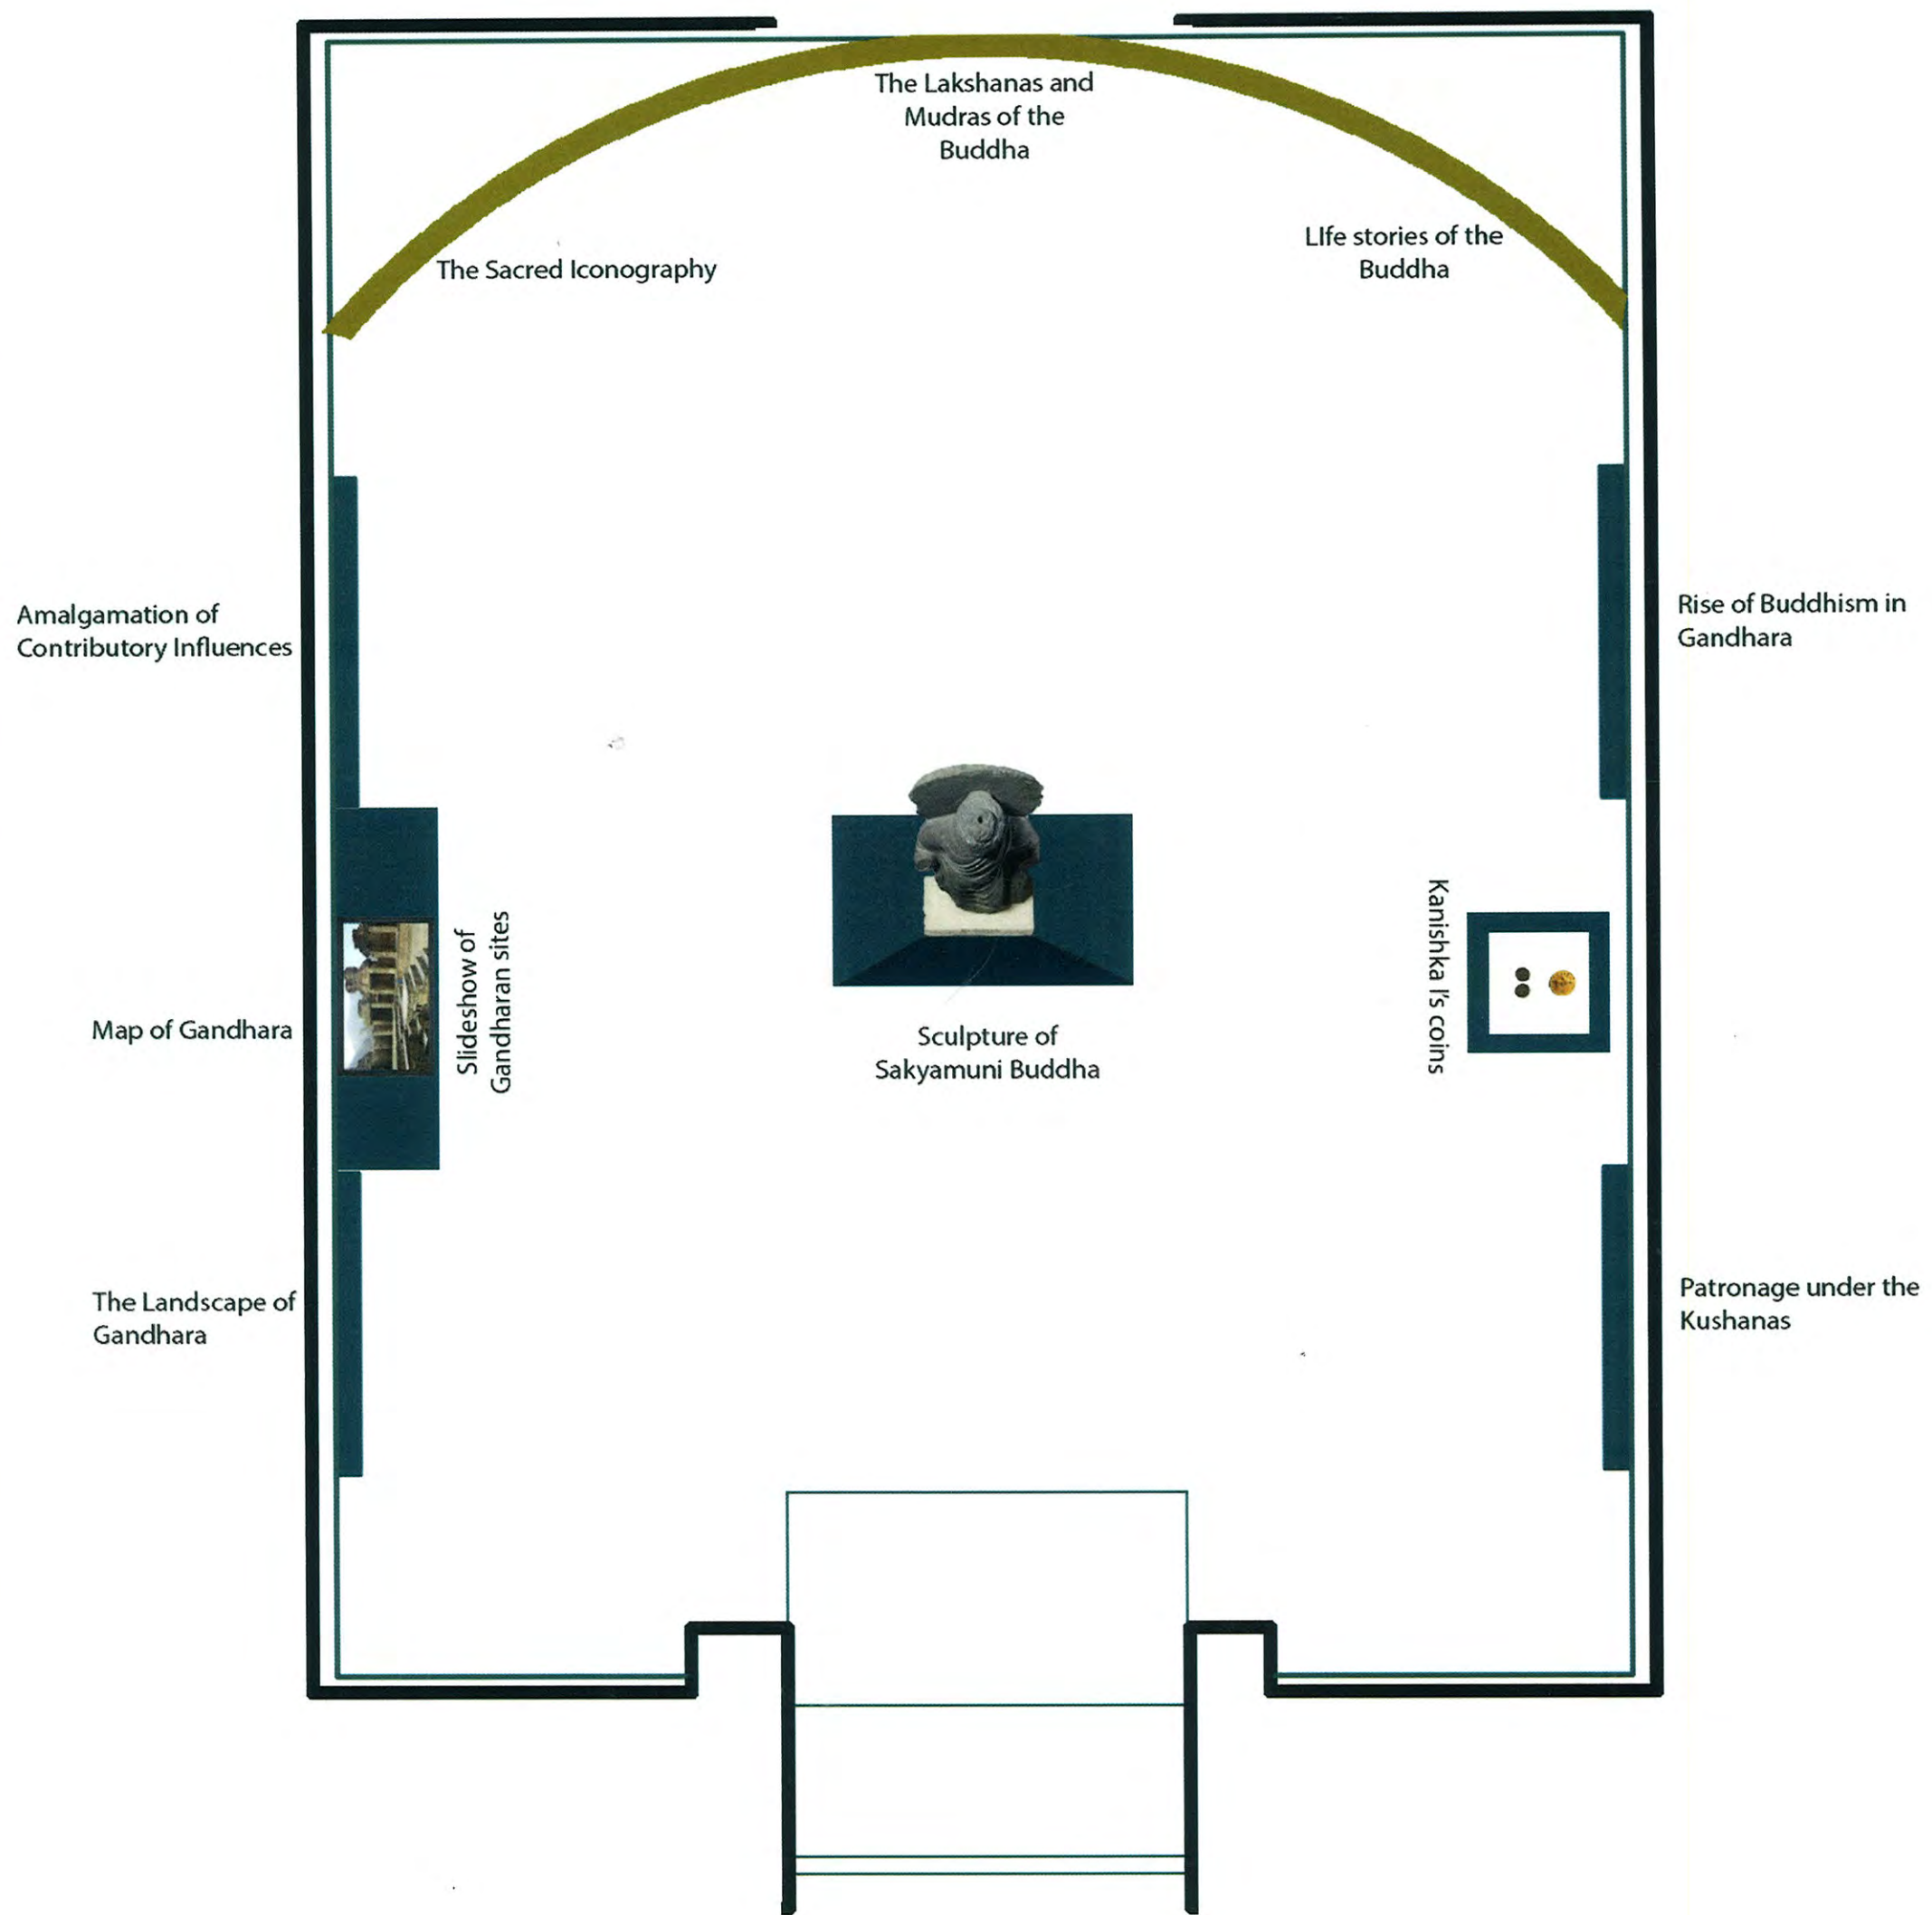 The Lakshanas and
Mudras of the
Buddha
LIfe stories of the
Buddha
The Sacred Iconography
Amalgamation of
Contributory Influences
Rise of Buddhism in
Gandhara
Slideshow of
Gandharan sites
Kanishka I's coins
Map of Gandhara
Sculpture of
Sakyamuni Buddha
The Landscape of
Gandhara
Patronage under the
Kushanas